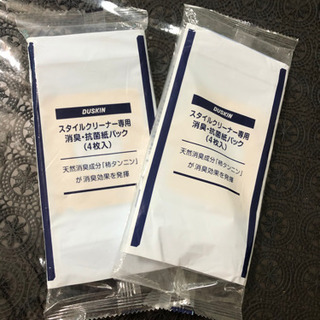 DUSKIN
スタイルクリーナー専用
消臭・抗菌紙パック
(4枚入)
天然消臭成分「柿タンニン」
が消臭効果を発揮
DUSKIN
スタイルクリーナー専用
消臭・抗菌紙パック
(4枚入)
天然消臭成分「柿タンニン」
が消臭効果を発揮